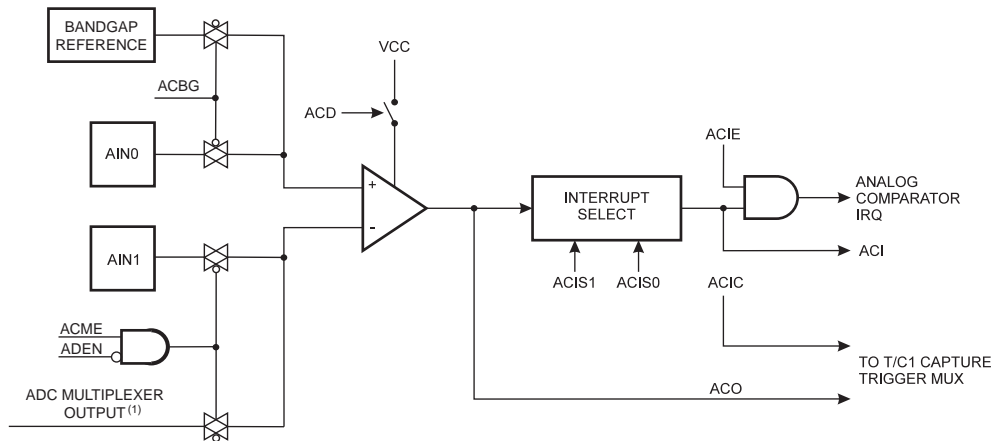 BANDGAP
REFERENCE
ACBG
AIN0
VCC
ACD
+
-
INTERRUPT
SELECT
ACIS1
ACIS0
ACIE
ANALOG
COMPARATOR
IRQ
ACI
ACIC
AIN1
ACME
ADEN
TO T/C1 CAPTURE
TRIGGER MUX
ACO
ADC MULTIPLEXER
OUTPUT(1)